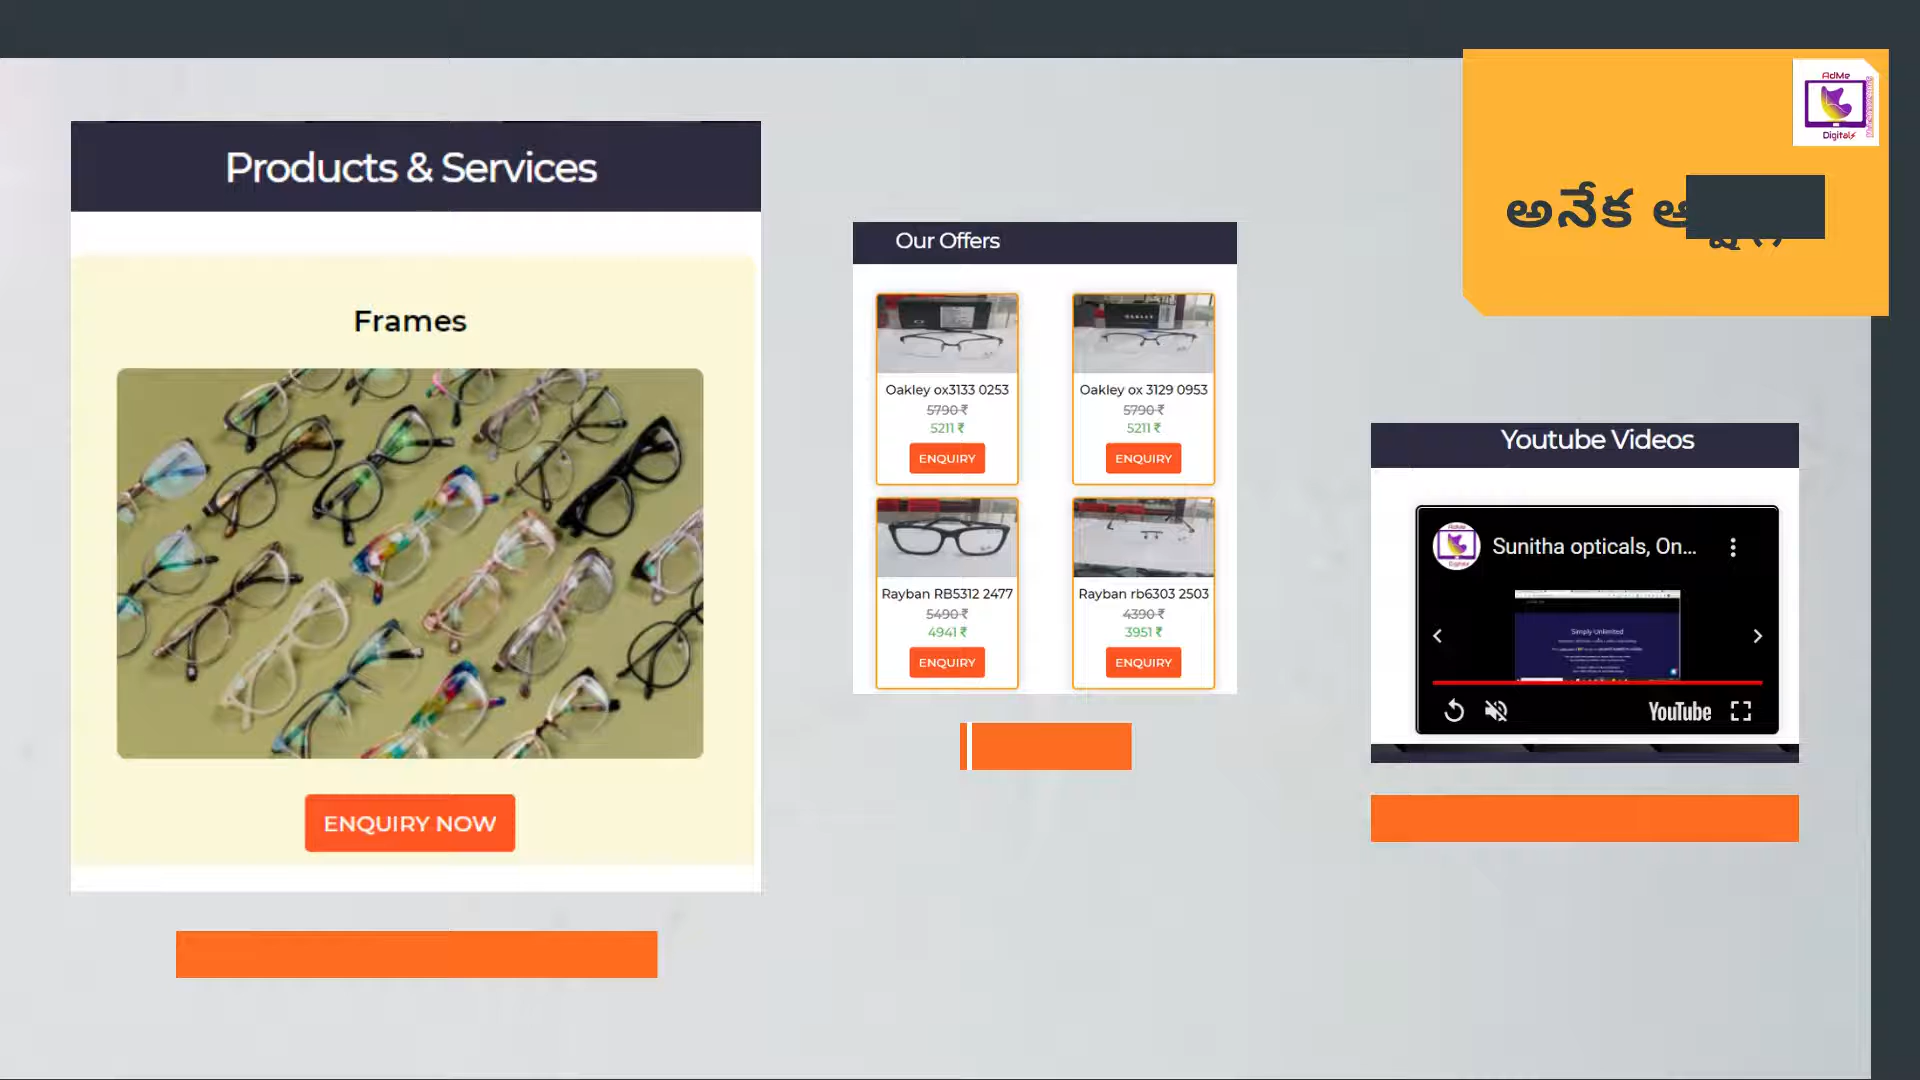 AdMe
Digitals
అనేక
Products & Services
Frames
ENQUIRY NOW
Our Offers
Oakley ox3133 0253
5790 ₹
5211 ₹
ENQUIRY
Oakley ox 3129 0953
5790 ₹
5211 ₹
ENQUIRY
Rayban RB5312 2477
5490 ₹
4941 ₹
ENQUIRY
Rayban rb6303 2503
4390 ₹
3951 ₹
ENQUIRY
Youtube Videos
Sunitha opticals, On...
Simply Unlimited
YouTube